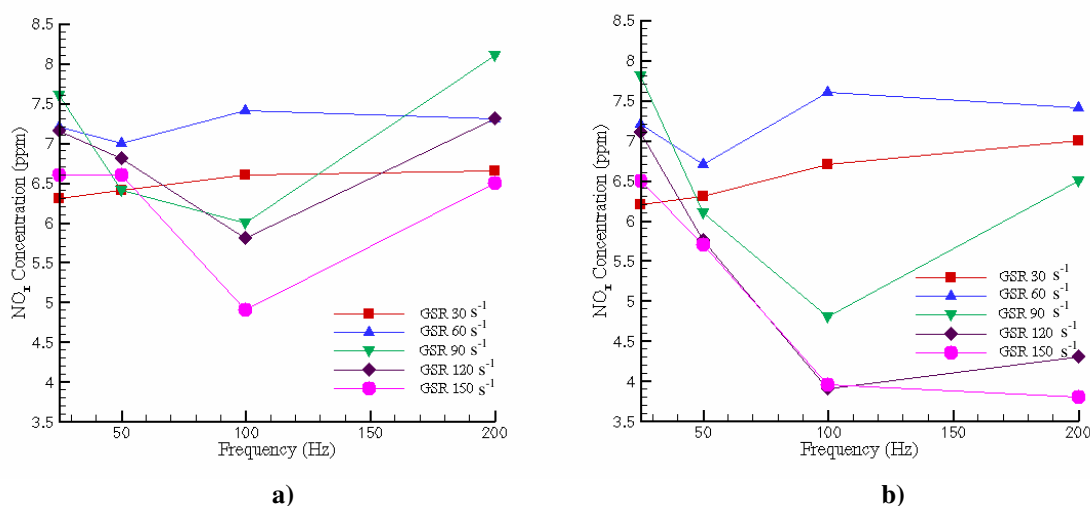 8.5
8
7.5
7
6.5
6
5.5
5
4.5
4
3.5
NOx Concentration (ppm)
50
100
150
200
Frequency (Hz)
GSR 30 s⁻¹
GSR 60 s⁻¹
GSR 90 s⁻¹
GSR 120 s⁻¹
GSR 150 s⁻¹
a)
8.5
8
7.5
7
6.5
6
5.5
5
4.5
4
3.5
NOx Concentration (ppm)
50
100
150
200
Frequency (Hz)
GSR 30 s⁻¹
GSR 60 s⁻¹
GSR 90 s⁻¹
GSR 120 s⁻¹
GSR 150 s⁻¹
b)